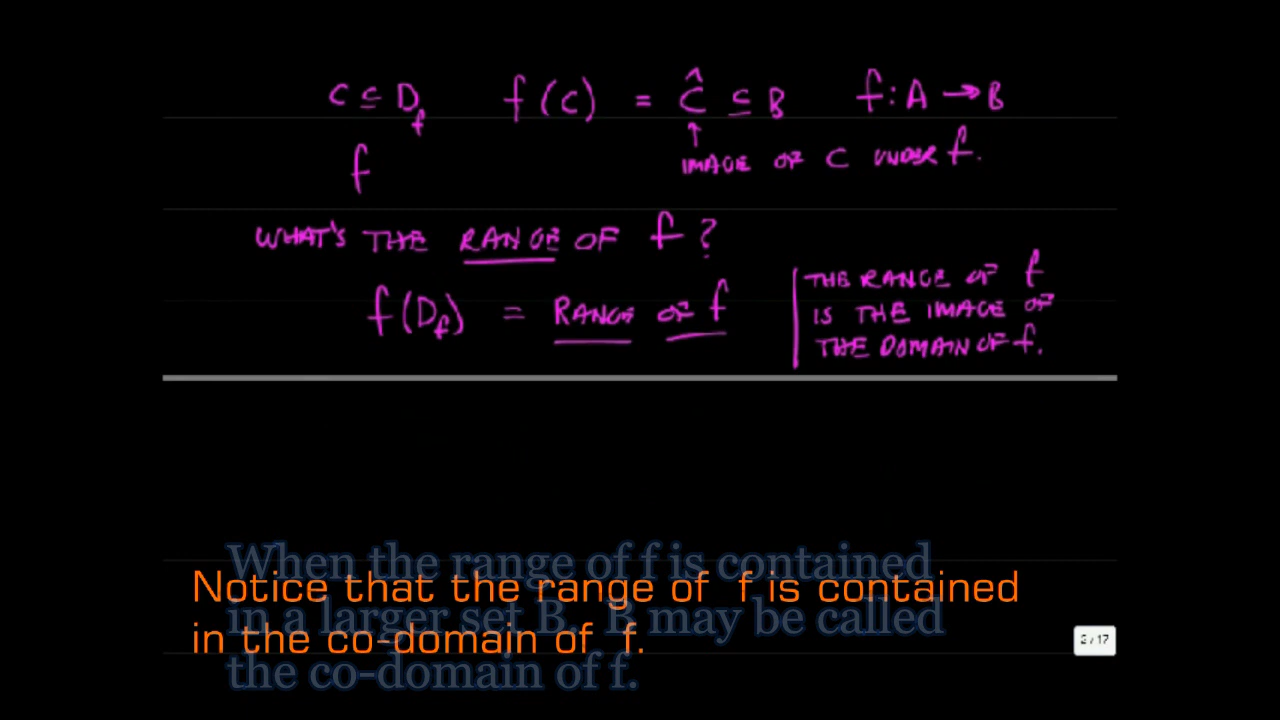 C ⊆ D_f f(C) = Ĉ ⊆ B f: A → B
↑
f IMAGE OF C UNDER f.
WHAT'S THE RANGE OF f ?
f(D_f) = RANGE OF f
THE RANGE OF f
IS THE IMAGE OF
THE DOMAIN OF f.
When the range of f is contained
in a larger set B. B may be called
the co-domain of f.
Notice that the range of f is contained
in the co-domain of f.
2 / 17